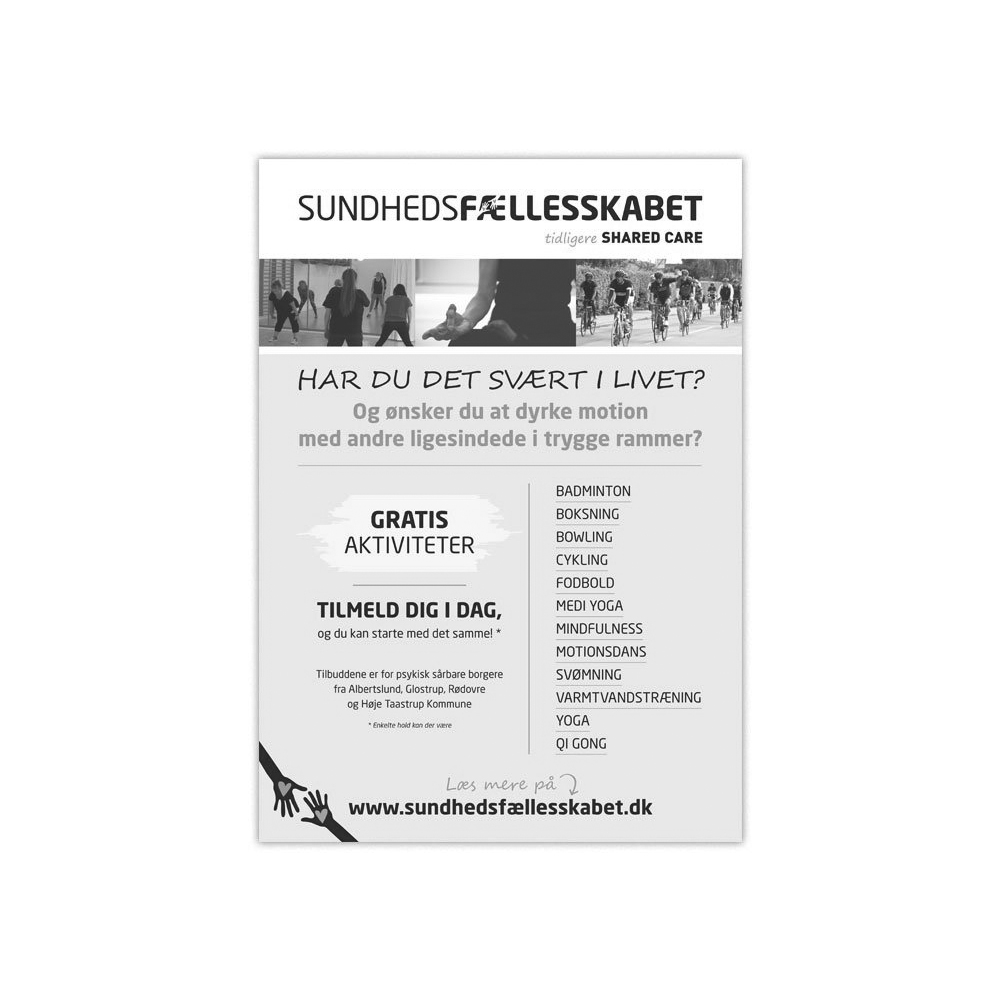 SUNDHEDSFÆLLESSKABET
tidligere SHARED CARE
HAR DU DET SVÆRT I LIVET?
Og ønsker du at dyrke motion
med andre ligesindede i trygge rammer?
GRATIS
AKTIVITETER
TILMELD DIG I DAG,
og du kan starte med det samme! *
Tilbuddene er for psykisk sårbare borgere
fra Albertslund, Glostrup, Rødovre
og Høje Taastrup Kommune
* Enkelte hold kan der være
BADMINTON
BOKSNING
BOWLING
CYKLING
FODBOLD
MEDI YOGA
MINDFULNESS
MOTIONSDANS
SVØMNING
VARMTVANDSTRÆNING
YOGA
QI GONG
Læs mere på
www.sundhedsfællesskabet.dk